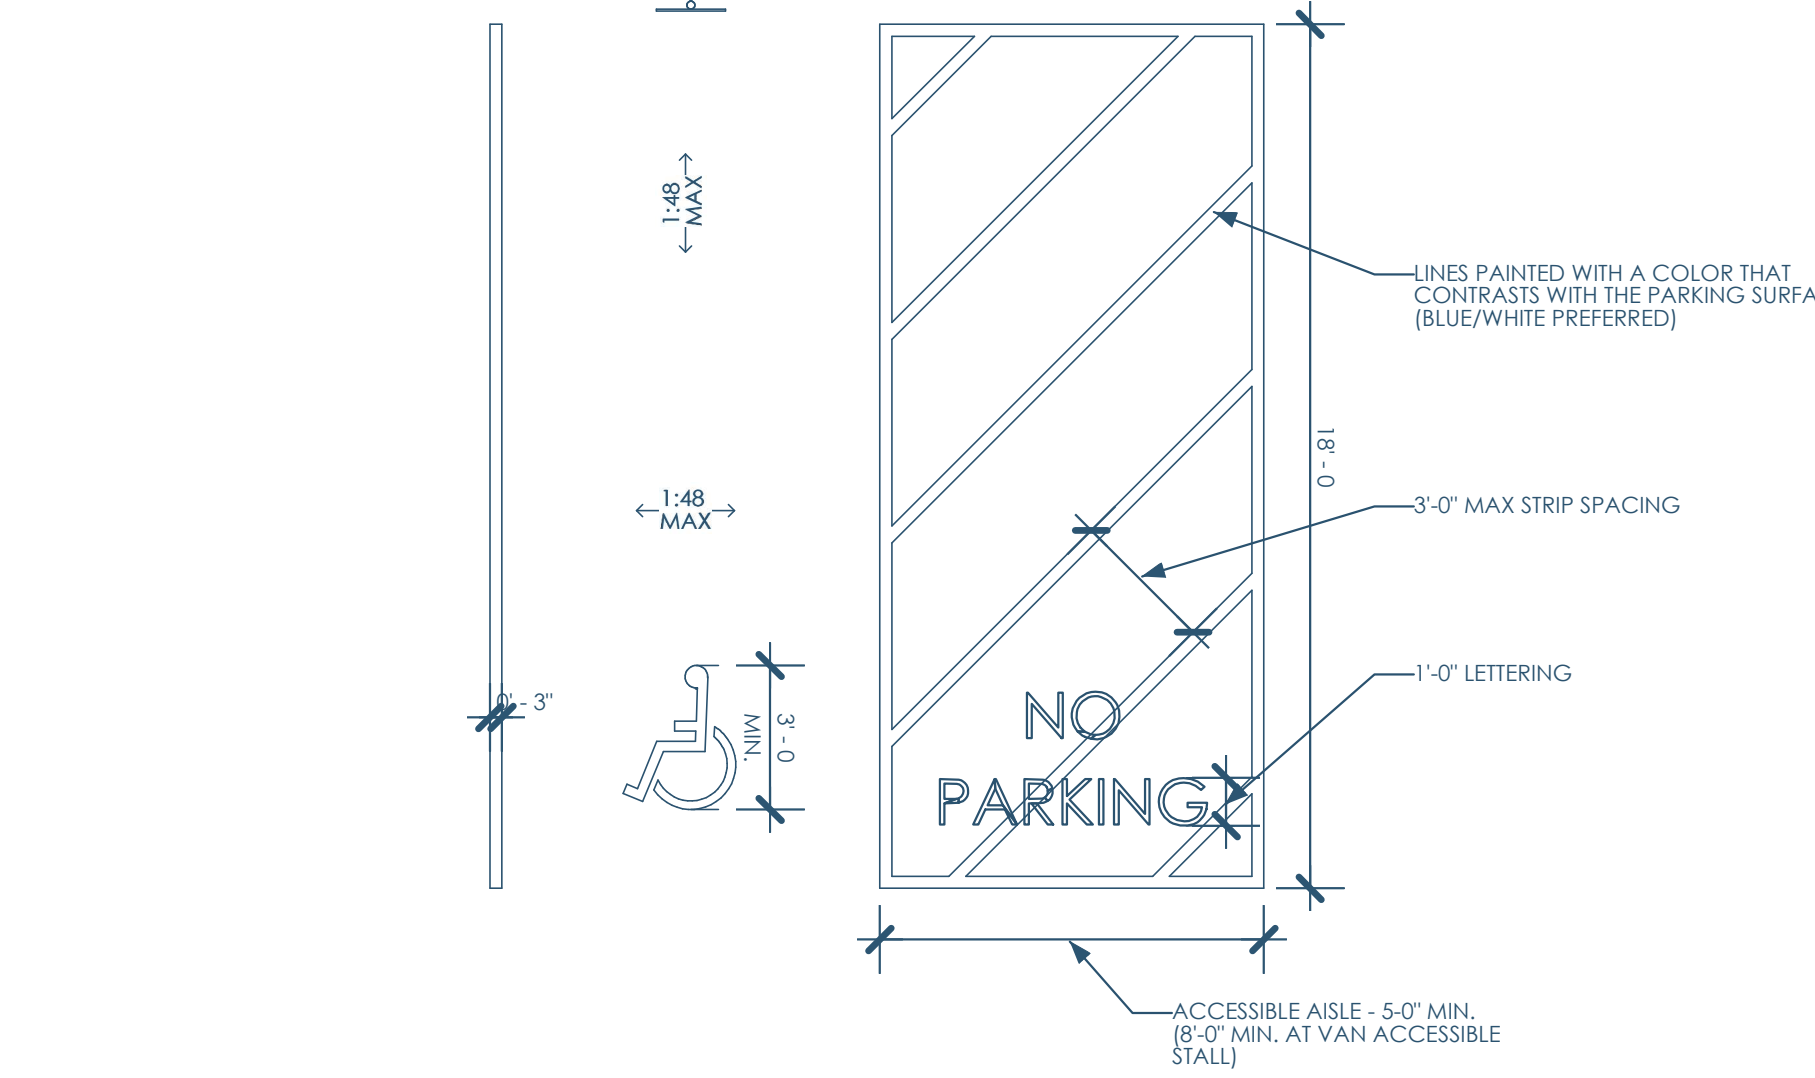 1:48
MAX
LINES PAINTED WITH A COLOR THAT
CONTRASTS WITH THE PARKING SURFA
(BLUE/WHITE PREFERRED)
18' - 0
1:48
MAX
3'-0" MAX STRIP SPACING
1'-0" LETTERING
0' - 3"
3' - 0
MIN.
NO
PARKING
ACCESSIBLE AISLE - 5-0" MIN.
(8'-0" MIN. AT VAN ACCESSIBLE
STALL)